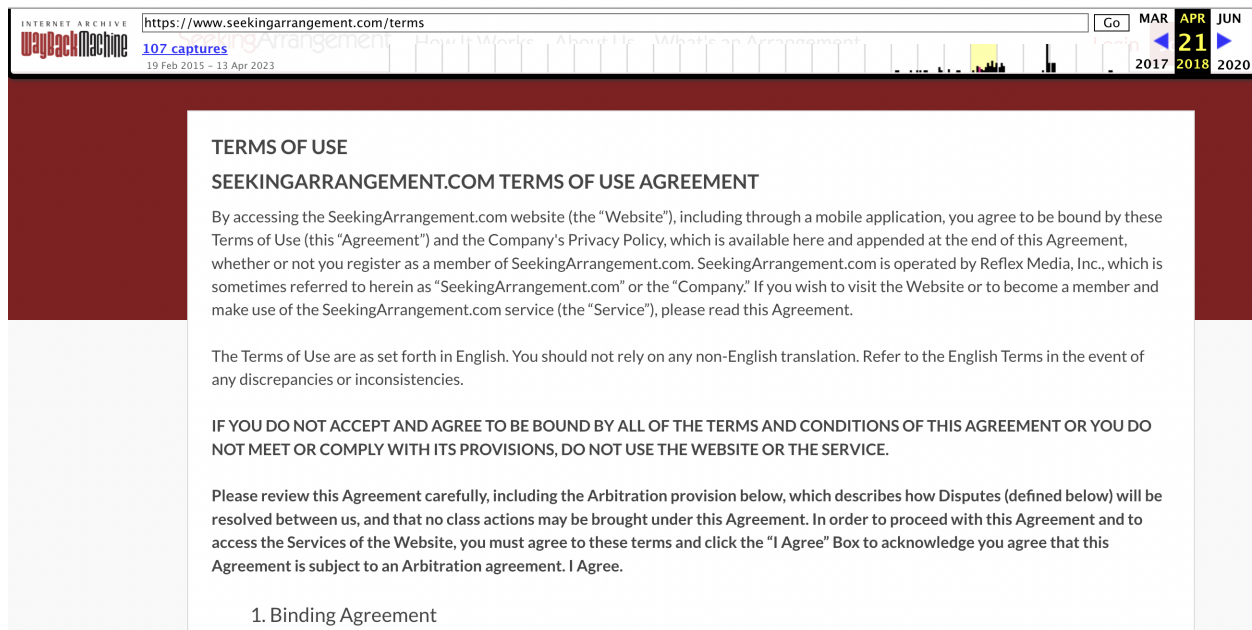 INTERNET ARCHIVE
WayBackMachine
https://www.seekingarrangement.com/terms
Go
107 captures
19 Feb 2015 – 13 Apr 2023
MAR APR JUN
21
2017 2018 2020
SeekingArrangement How It Works About Us What's an Arrangement Login
TERMS OF USE
SEEKINGARRANGEMENT.COM TERMS OF USE AGREEMENT
By accessing the SeekingArrangement.com website (the “Website”), including through a mobile application, you agree to be bound by these
Terms of Use (this “Agreement”) and the Company's Privacy Policy, which is available here and appended at the end of this Agreement,
whether or not you register as a member of SeekingArrangement.com. SeekingArrangement.com is operated by Reflex Media, Inc., which is
sometimes referred to herein as “SeekingArrangement.com” or the “Company.” If you wish to visit the Website or to become a member and
make use of the SeekingArrangement.com service (the “Service”), please read this Agreement.
The Terms of Use are as set forth in English. You should not rely on any non-English translation. Refer to the English Terms in the event of
any discrepancies or inconsistencies.
IF YOU DO NOT ACCEPT AND AGREE TO BE BOUND BY ALL OF THE TERMS AND CONDITIONS OF THIS AGREEMENT OR YOU DO
NOT MEET OR COMPLY WITH ITS PROVISIONS, DO NOT USE THE WEBSITE OR THE SERVICE.
Please review this Agreement carefully, including the Arbitration provision below, which describes how Disputes (defined below) will be
resolved between us, and that no class actions may be brought under this Agreement. In order to proceed with this Agreement and to
access the Services of the Website, you must agree to these terms and click the “I Agree” Box to acknowledge you agree that this
Agreement is subject to an Arbitration agreement. I Agree.
1. Binding Agreement